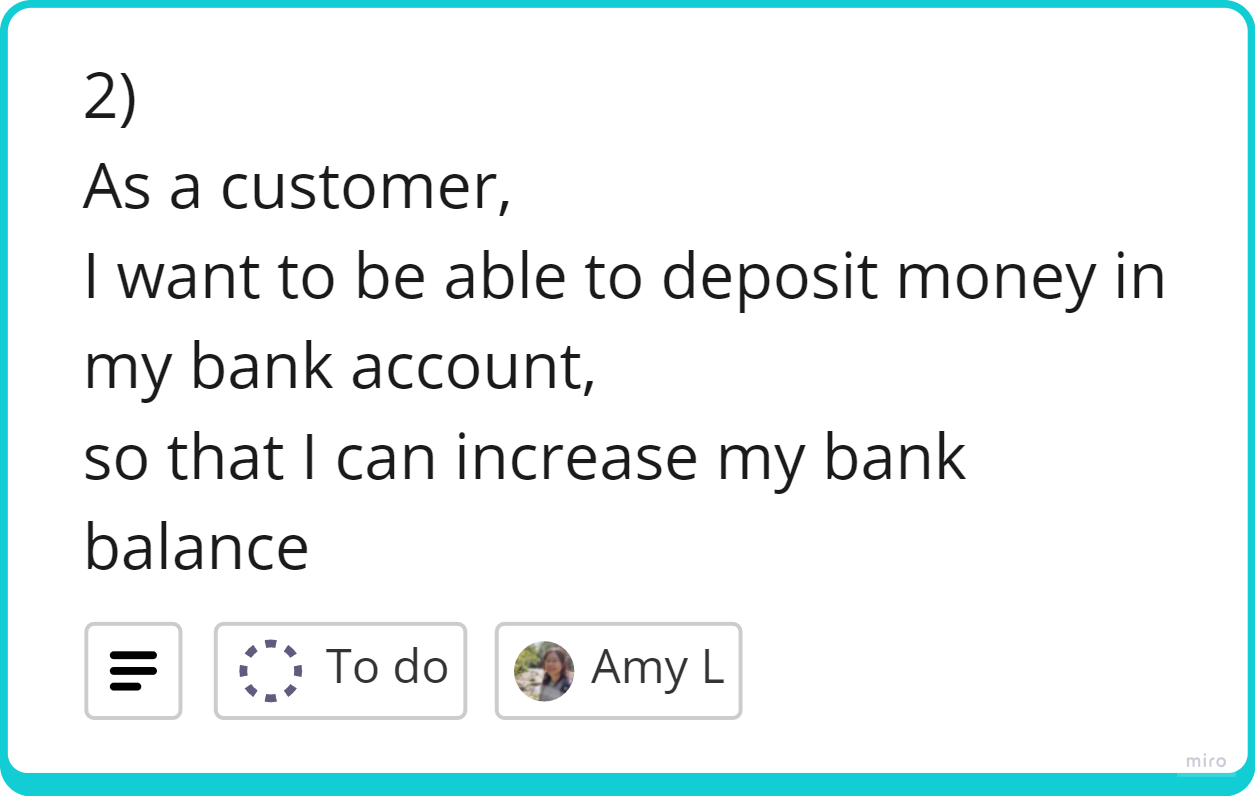 2)
As a customer,
I want to be able to deposit money in
my bank account,
so that I can increase my bank
balance
To do
Amy L
miro